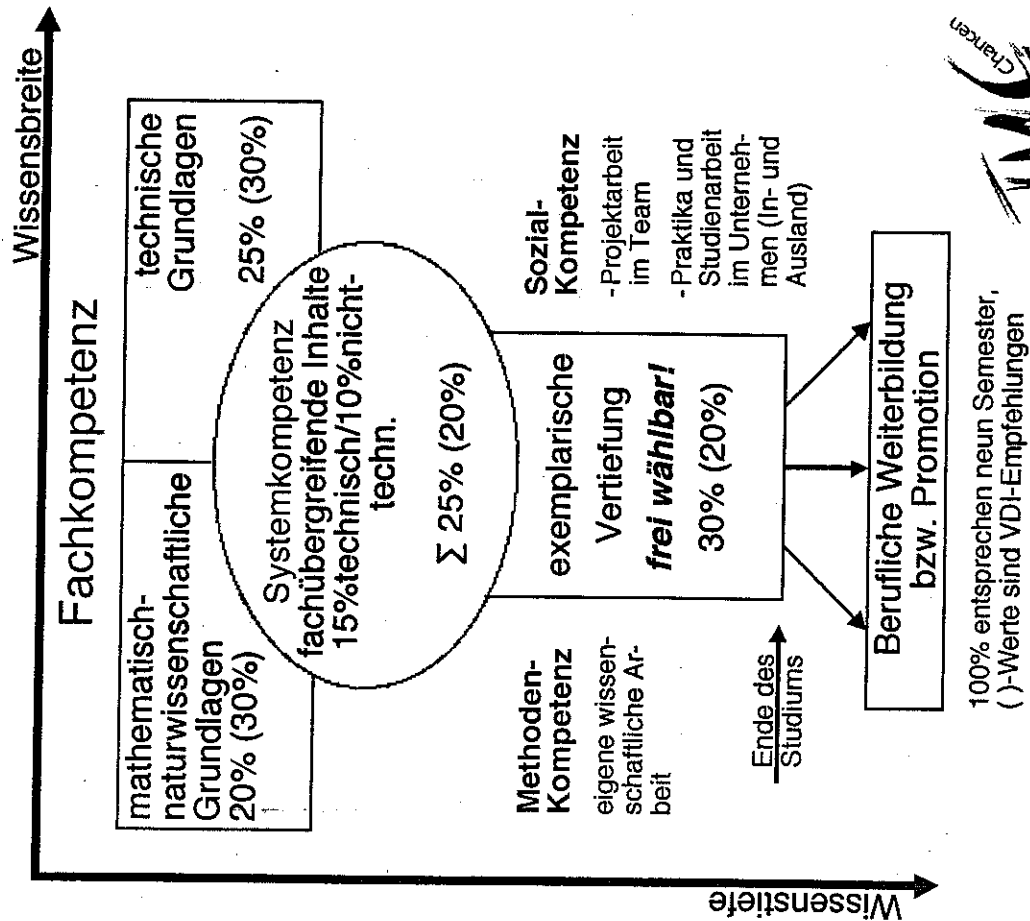 Wissensbreite
Fachkompetenz
mathematisch-
naturwissenschaftliche
Grundlagen
20% (30%)
technische
Grundlagen
25% (30%)
Systemkompetenz
fachübergreifende Inhalte
15%technisch/10%nicht-
techn.
∑ 25% (20%)
Methoden-
Kompetenz
eigene wissen-
schaftliche Ar-
beit
exemplarische
Vertiefung
frei wählbar!
30% (20%)
Sozial-
Kompetenz
- Projektarbeit
im Team
- Praktika und
Studienarbeit
im Unterneh-
men (In- und
Ausland)
Ende des
Studiums
Berufliche Weiterbildung
bzw. Promotion
Wissenstiefe
100% entsprechen neun Semester,
( )-Werte sind VDI-Empfehlungen
Chancen